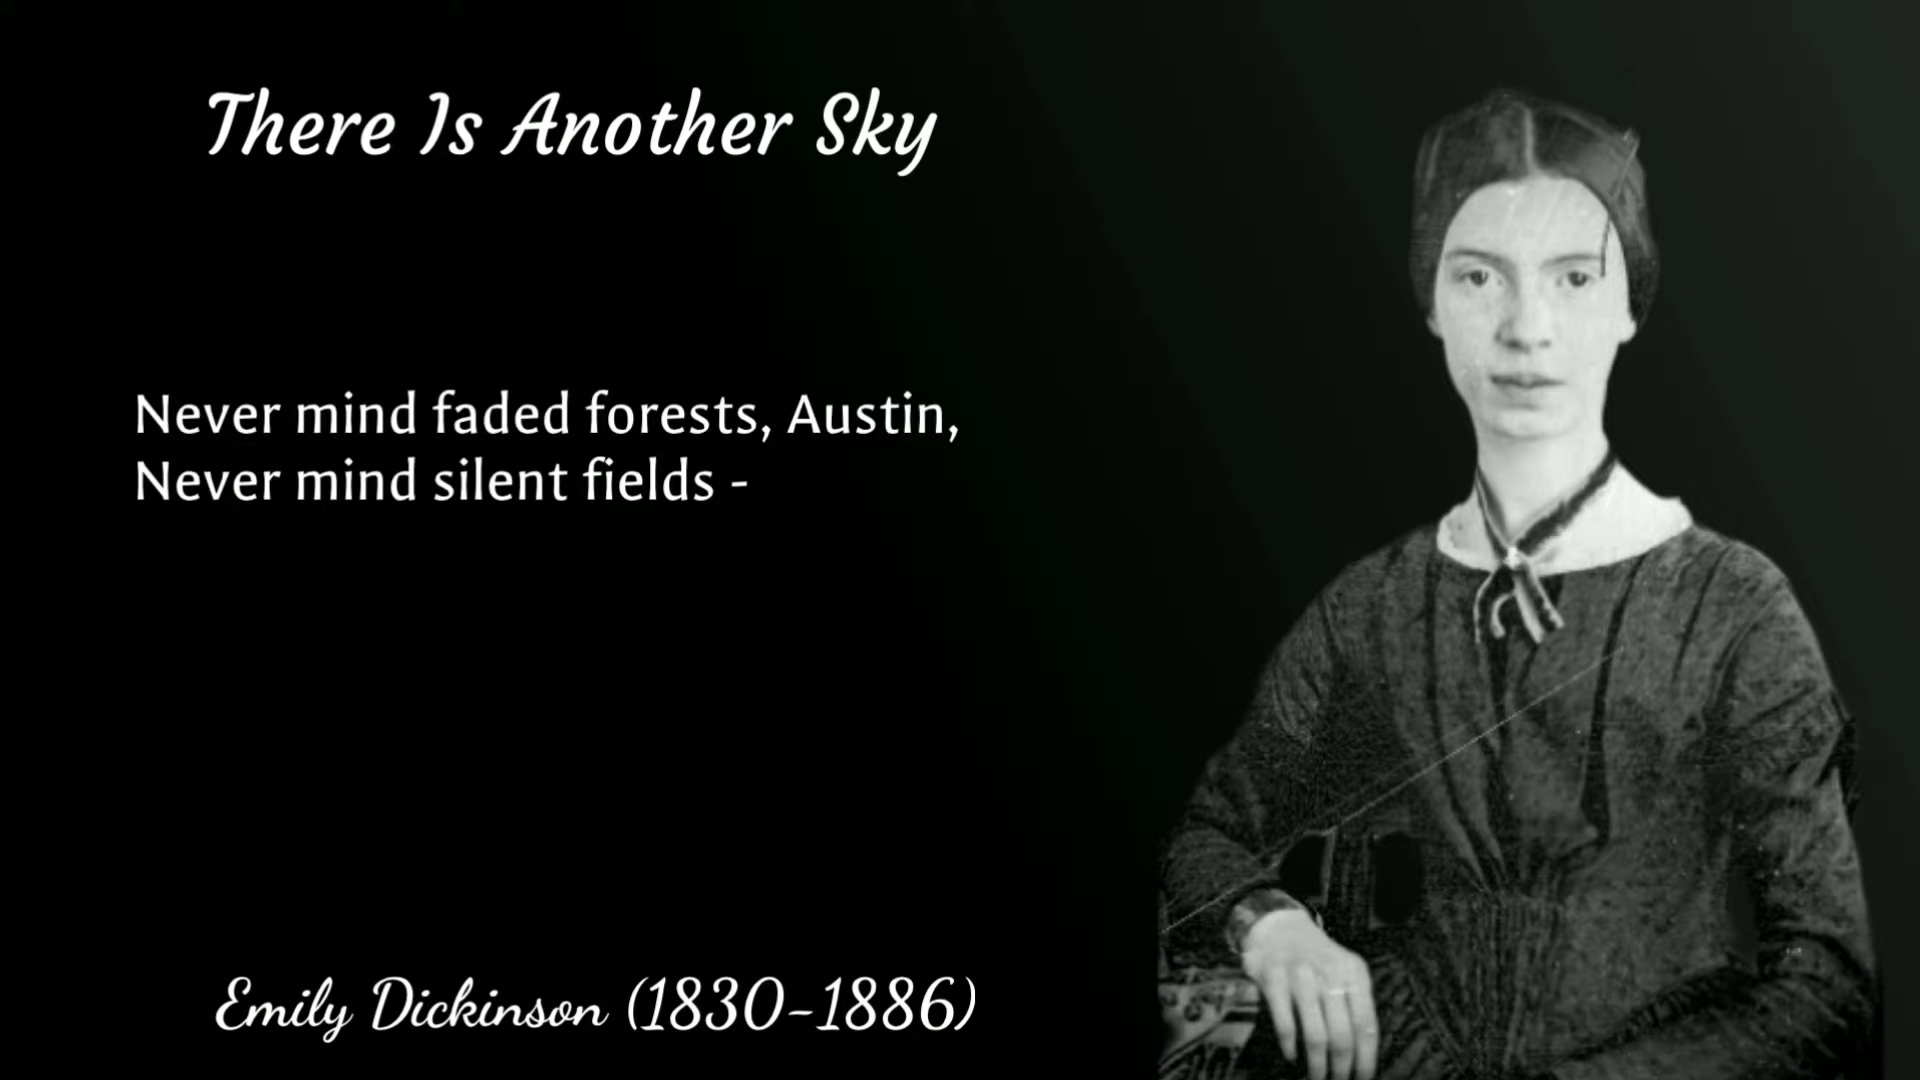 There Is Another Sky
Never mind faded forests, Austin,
Never mind silent fields -
Emily Dickinson (1830-1886)